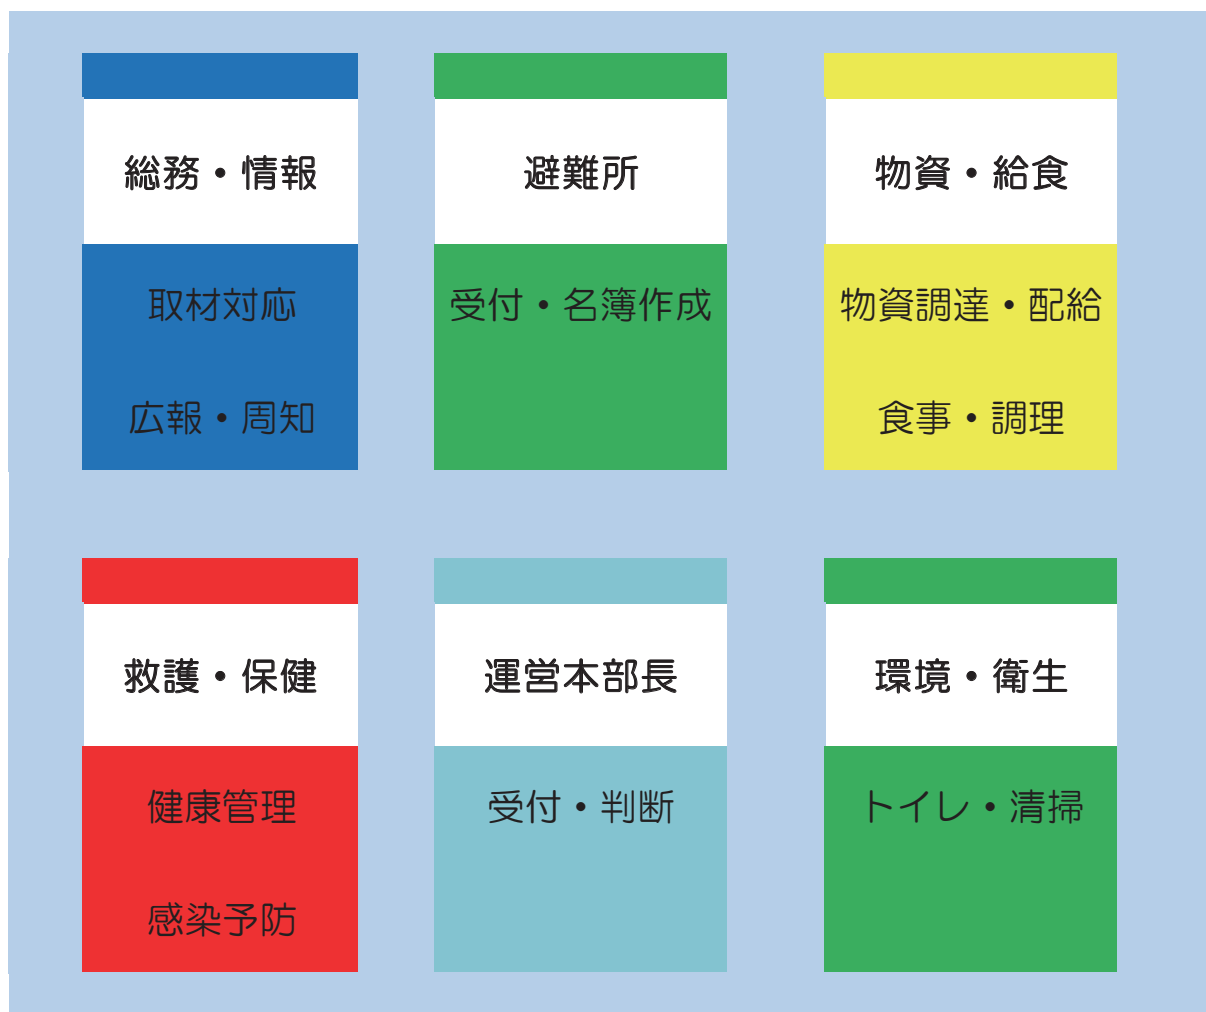 総務・情報
取材対応
広報・周知
避難所
受付・名簿作成
物資・給食
物資調達・配給
食事・調理
救護・保健
健康管理
感染予防
運営本部長
受付・判断
環境・衛生
トイレ・清掃